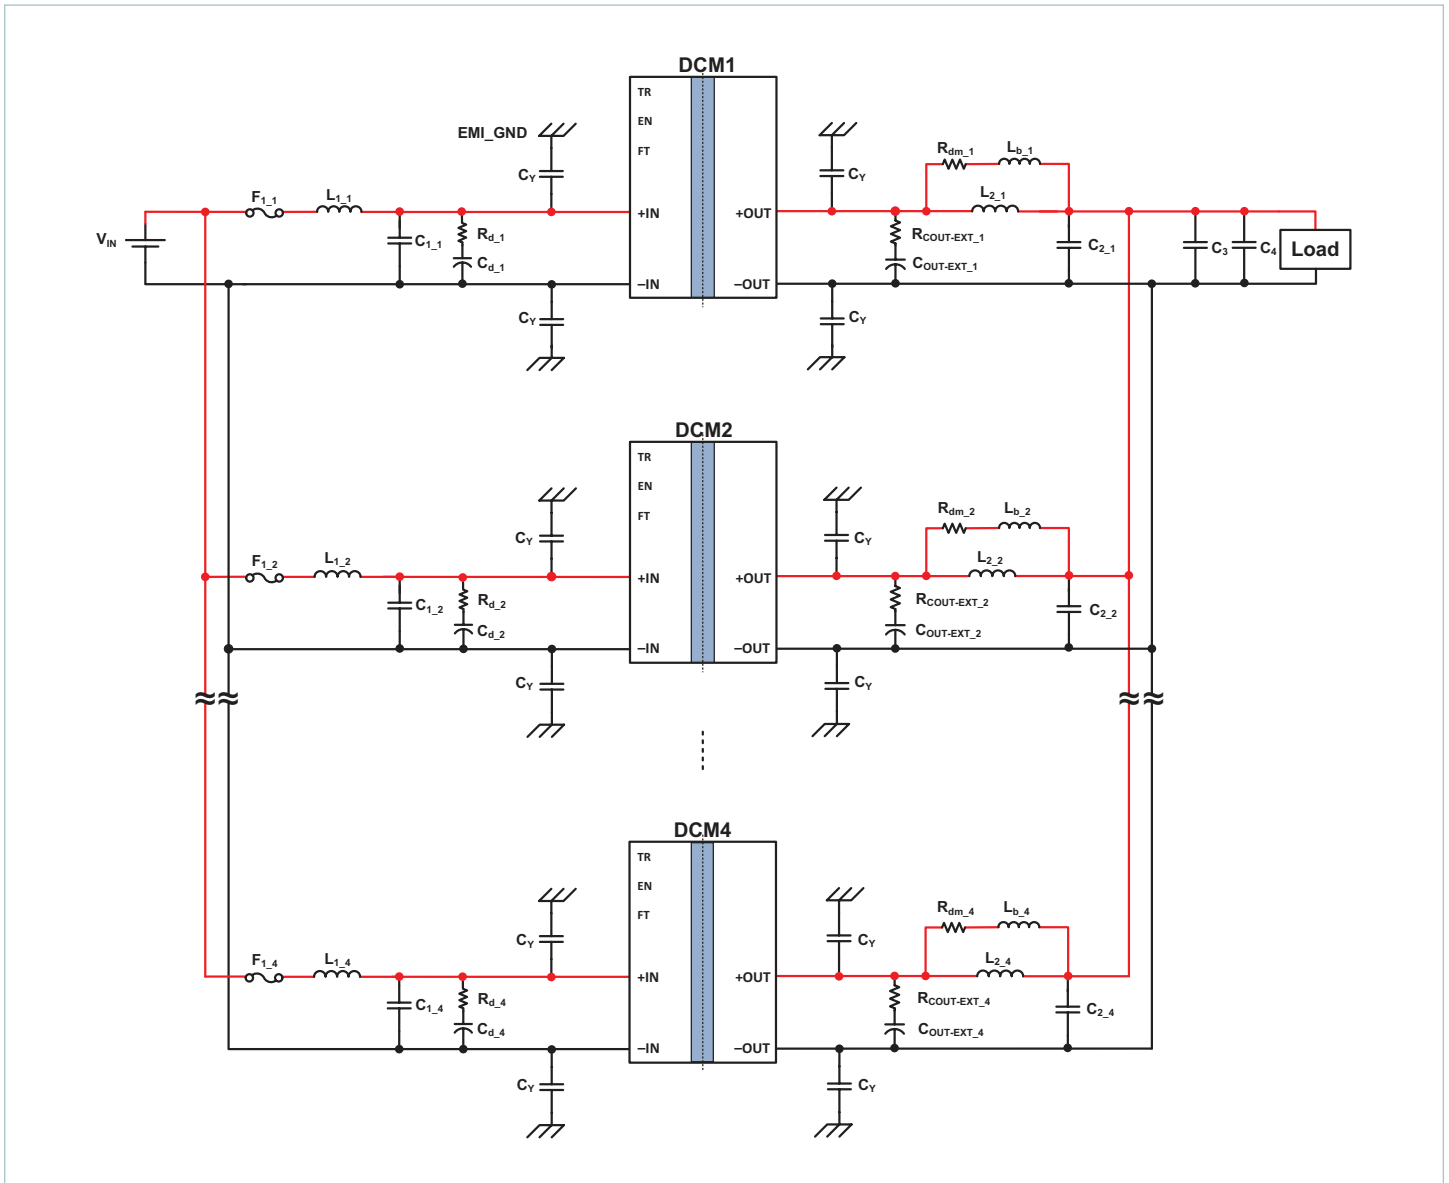 DCM1
TR
EN
FT
+IN
–IN
+OUT
–OUT
EMI_GND
CY
CY
VIN
F1_1
L1_1
C1_1
Rd_1
Cd_1
CY
CY
RCOUT-EXT_1
COUT-EXT_1
Rdm_1
Lb_1
L2_1
C2_1
C3
C4
Load
DCM2
TR
EN
FT
+IN
–IN
+OUT
–OUT
CY
CY
F1_2
L1_2
C1_2
Rd_2
Cd_2
CY
CY
RCOUT-EXT_2
COUT-EXT_2
Rdm_2
Lb_2
L2_2
C2_2
DCM4
TR
EN
FT
+IN
–IN
+OUT
–OUT
CY
CY
F1_4
L1_4
C1_4
Rd_4
Cd_4
CY
CY
RCOUT-EXT_4
COUT-EXT_4
Rdm_4
Lb_4
L2_4
C2_4